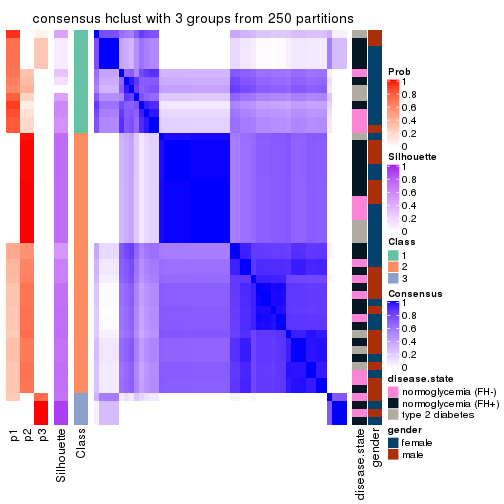 consensus hclust with 3 groups from 250 partitions
Prob
1
0.8
0.6
0.4
0.2
0
Silhouette
1
0.8
0.6
0.4
0.2
0
Class
1
2
3
Consensus
1
0.8
0.6
0.4
0.2
0
disease.state
normoglycemia (FH-)
normoglycemia (FH+)
type 2 diabetes
gender
female
male
p1
p2
p3
Silhouette
Class
disease.state
gender